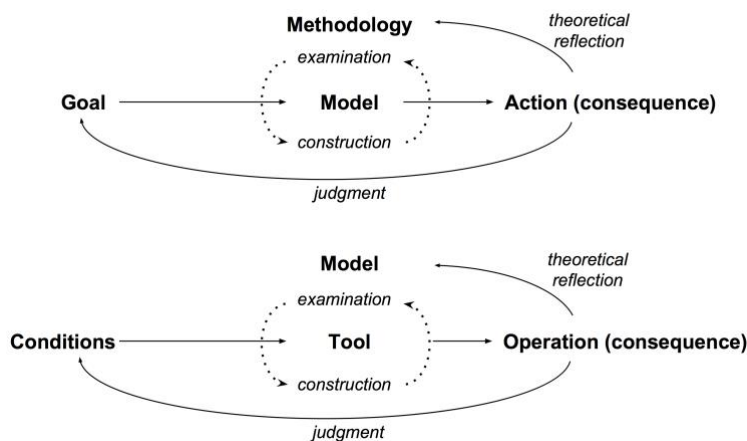 Methodology
theoretical
reflection
examination
Goal
Model
Action (consequence)
construction
judgment
Model
theoretical
reflection
examination
Conditions
Tool
Operation (consequence)
construction
judgment